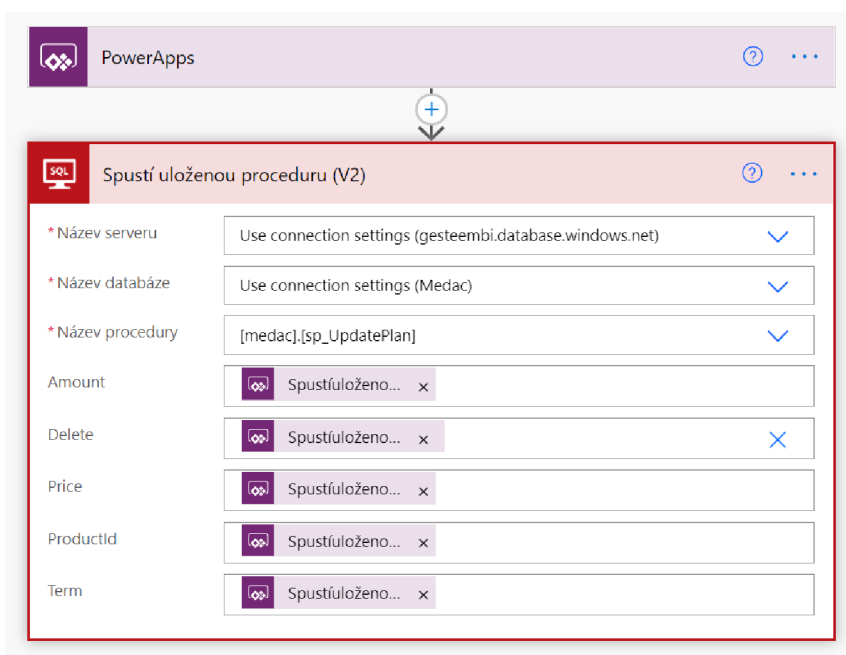 PowerApps
SQL
Spustí uloženou proceduru (V2)
* Název serveru
Use connection settings (gesteembi.database.windows.net)
* Název databáze
Use connection settings (Medac)
* Název procedury
[medac].[sp_UpdatePlan]
Amount
Spustíuloženo... ×
Delete
Spustíuloženo... ×
Price
Spustíuloženo... ×
ProductId
Spustíuloženo... ×
Term
Spustíuloženo... ×